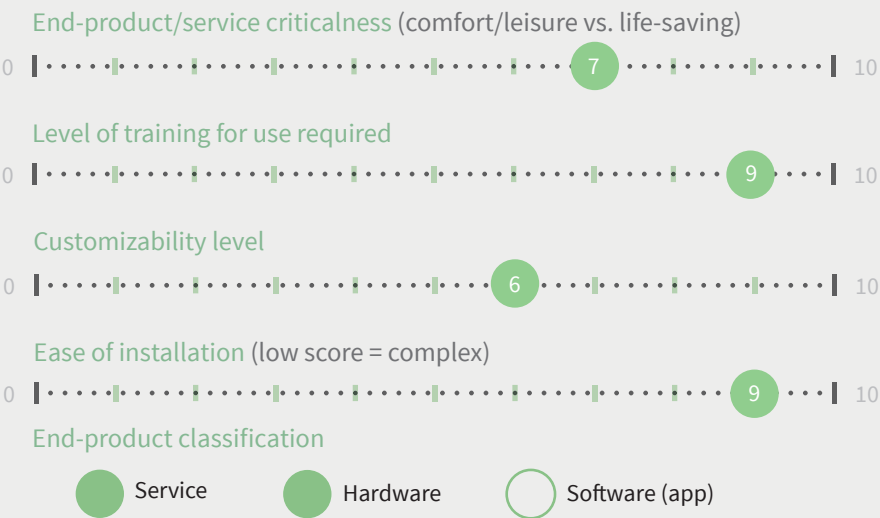 End-product/service criticalness (comfort/leisure vs. life-saving)
0 7 10
Level of training for use required
0 9 10
Customizability level
0 6 10
Ease of installation (low score = complex)
0 9 10
End-product classification
Service Hardware Software (app)